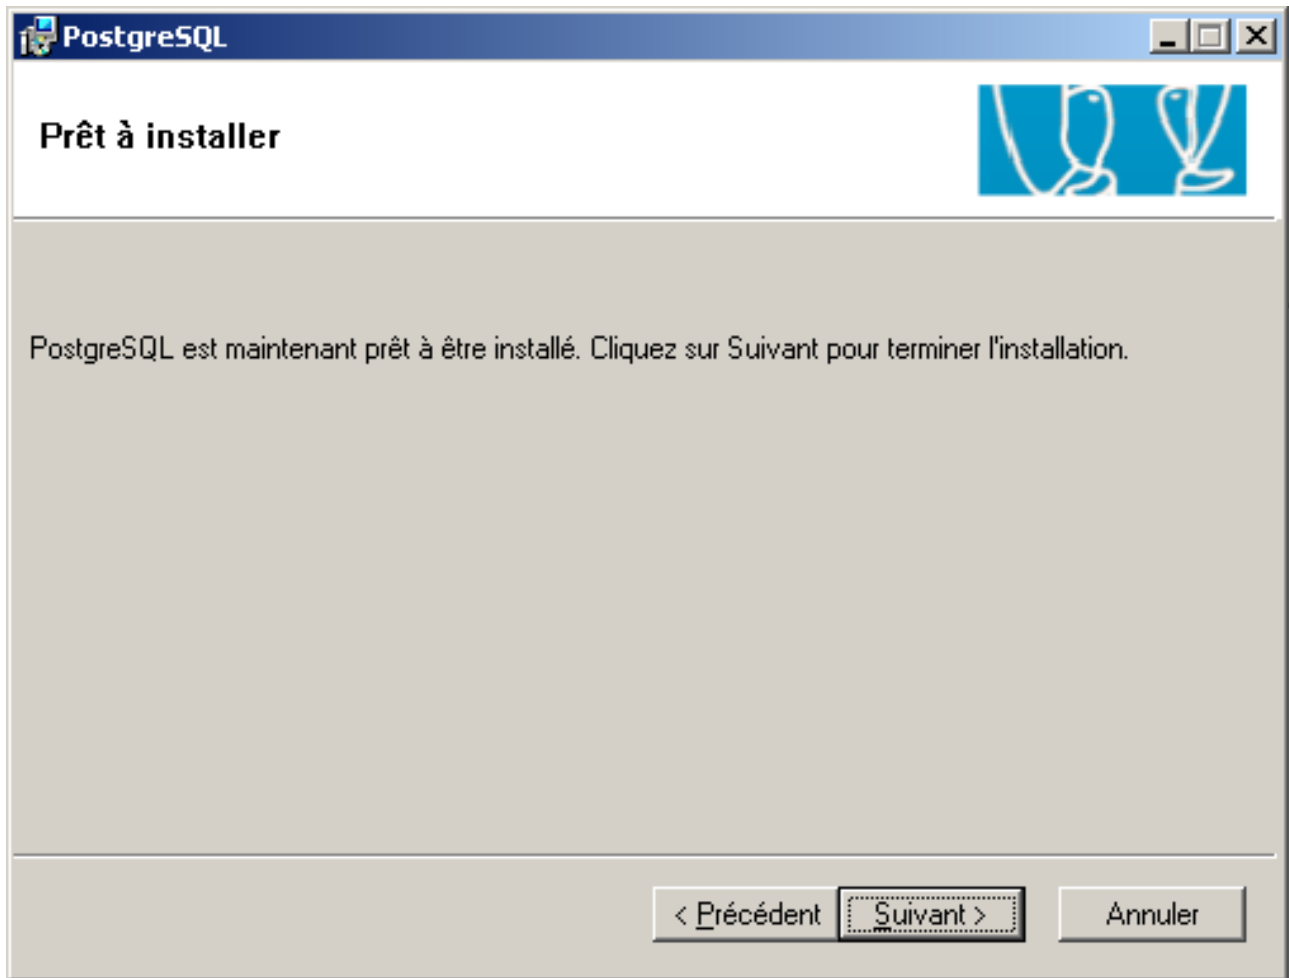 PostgreSQL
Prêt à installer
PostgreSQL est maintenant prêt à être installé. Cliquez sur Suivant pour terminer l'installation.
< Précédent Suivant > Annuler